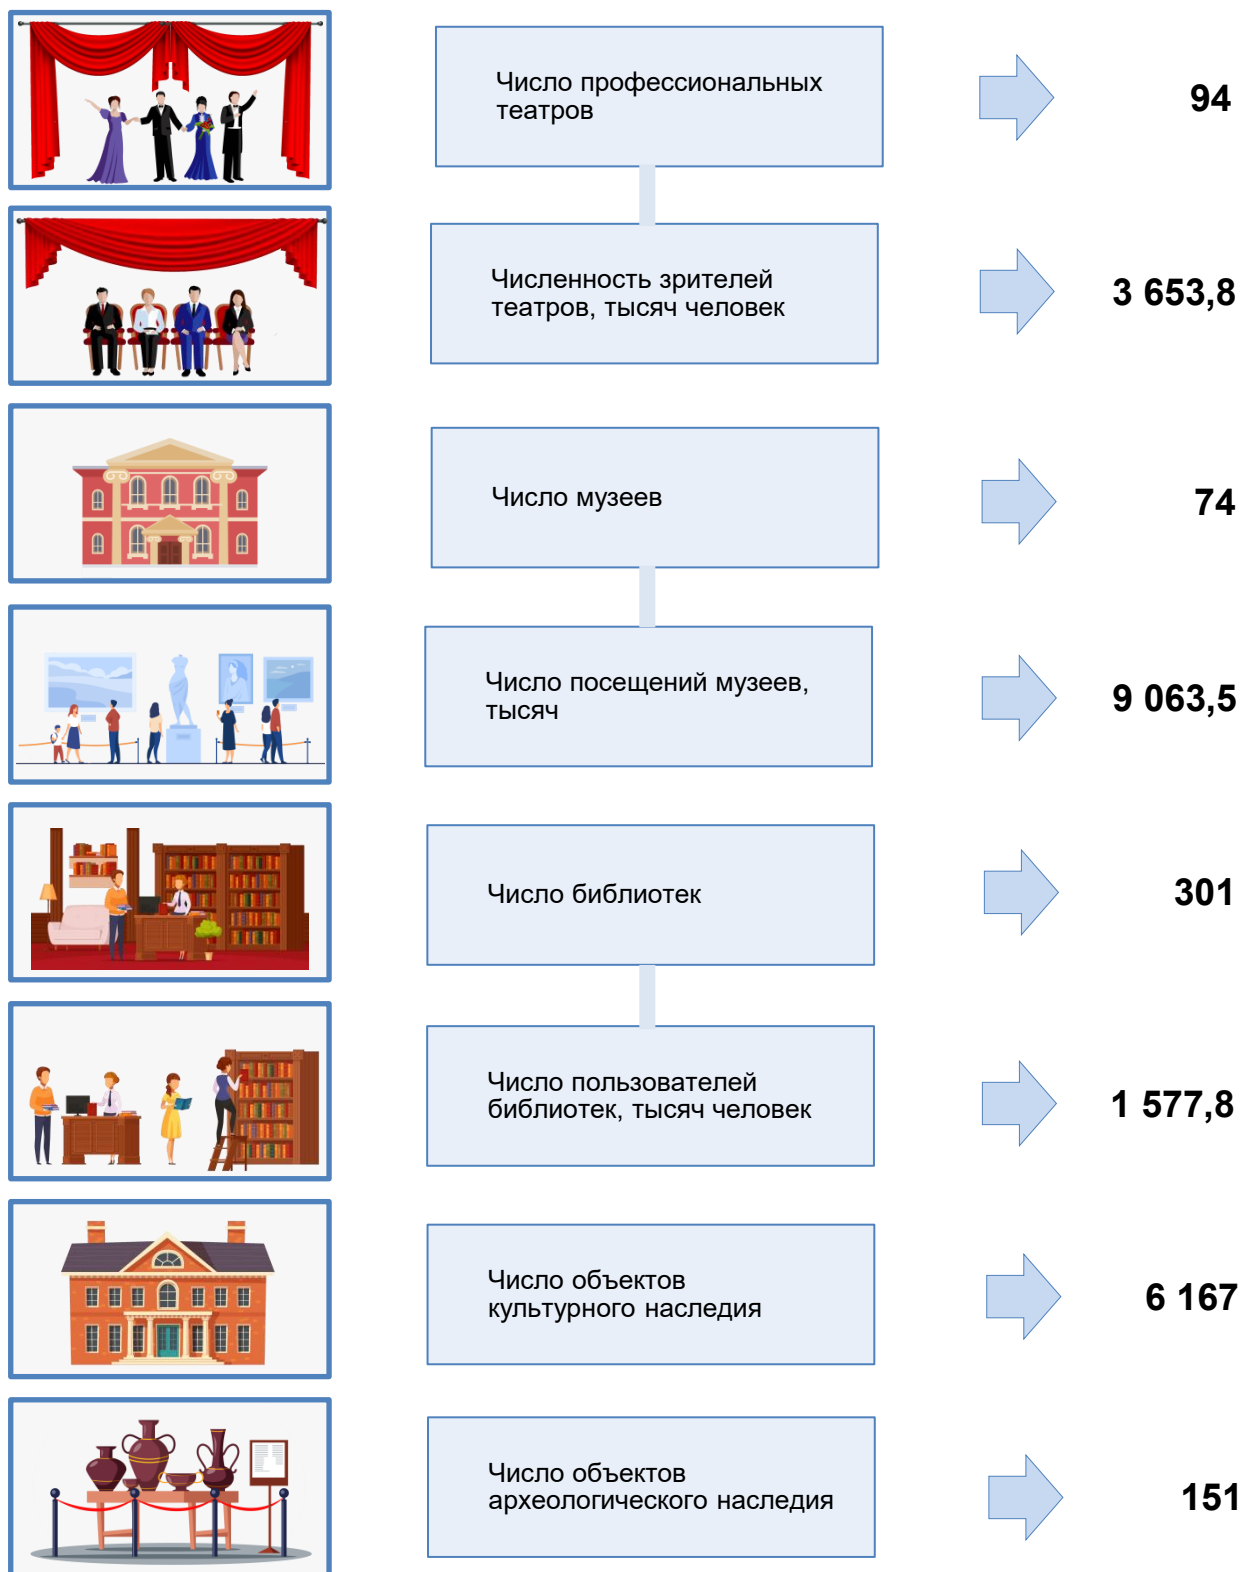 Число профессиональных
театров
94
Численность зрителей
театров, тысяч человек
3 653,8
Число музеев
74
Число посещений музеев,
тысяч
9 063,5
Число библиотек
301
Число пользователей
библиотек, тысяч человек
1 577,8
Число объектов
культурного наследия
6 167
Число объектов
археологического наследия
151